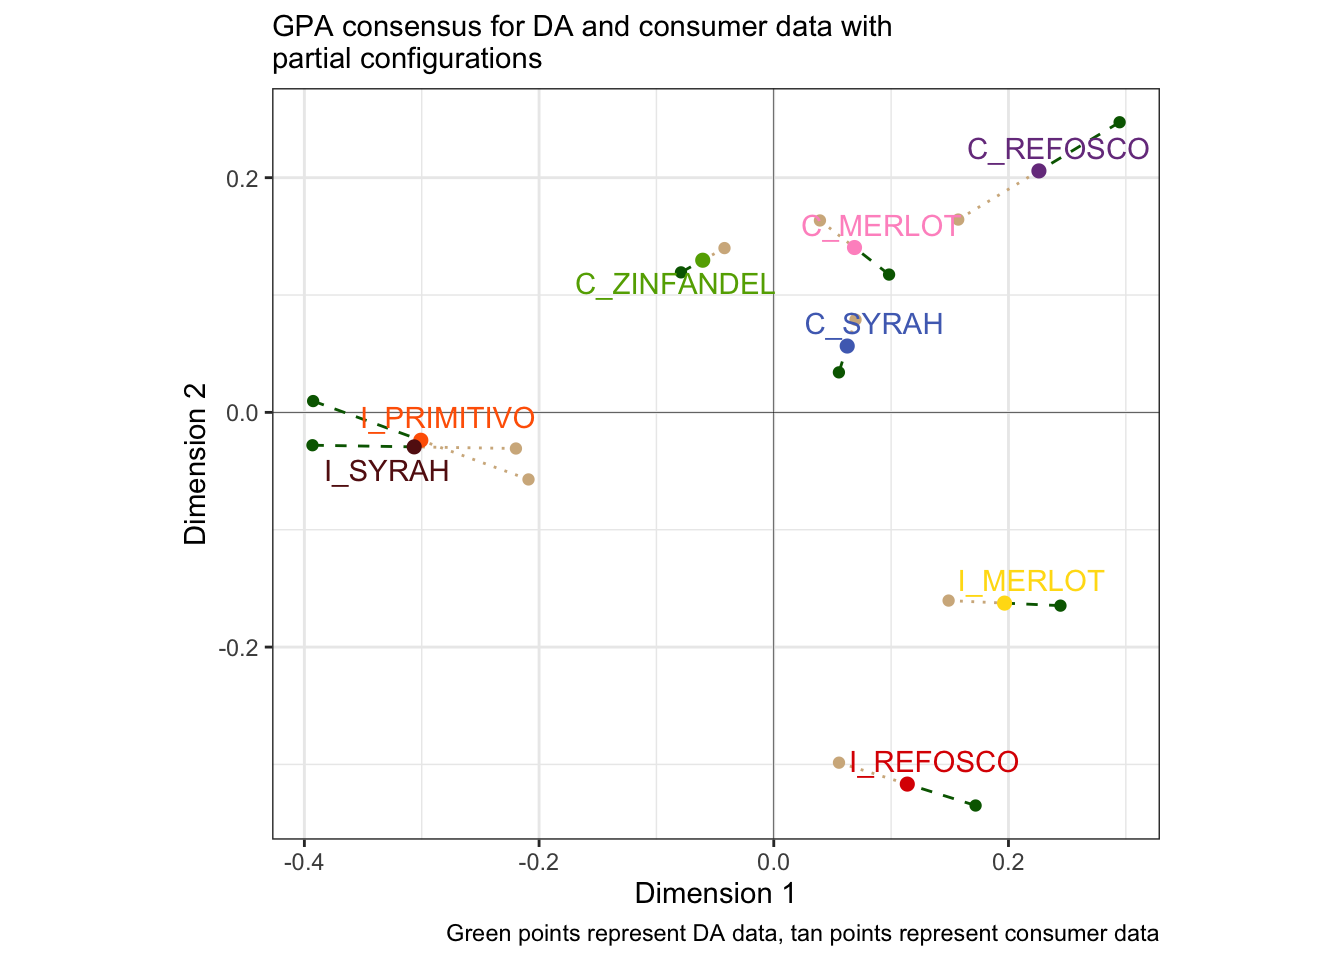 GPA consensus for DA and consumer data with
partial configurations
C_REFOSCO
C_MERLOT
C_ZINFANDEL
C_SYRAH
I_PRIMITIVO
I_SYRAH
I_MERLOT
I_REFOSCO
0.2
0.0
-0.2
Dimension 2
-0.4
-0.2
0.0
0.2
Dimension 1
Green points represent DA data, tan points represent consumer data